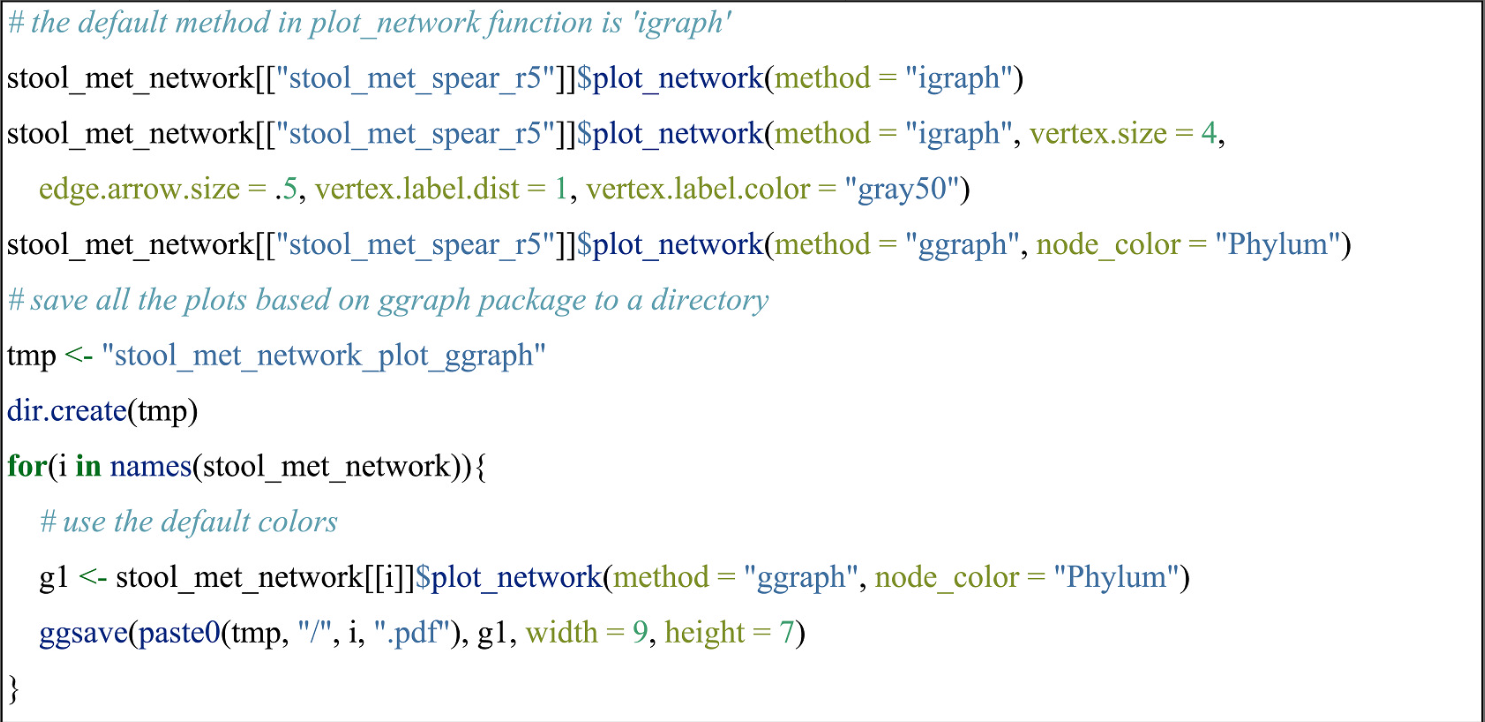 # the default method in plot_network function is 'igraph'
stool_met_network[["stool_met_spear_r5"]]$plot_network(method = "igraph")
stool_met_network[["stool_met_spear_r5"]]$plot_network(method = "igraph", vertex.size = 4,
edge.arrow.size = .5, vertex.label.dist = 1, vertex.label.color = "gray50")
stool_met_network[["stool_met_spear_r5"]]$plot_network(method = "ggraph", node_color = "Phylum")
# save all the plots based on ggraph package to a directory
tmp <- "stool_met_network_plot_ggraph"
dir.create(tmp)
for(i in names(stool_met_network)){
# use the default colors
g1 <- stool_met_network[[i]]$plot_network(method = "ggraph", node_color = "Phylum")
ggsave(paste0(tmp, "/", i, ".pdf"), g1, width = 9, height = 7)
}